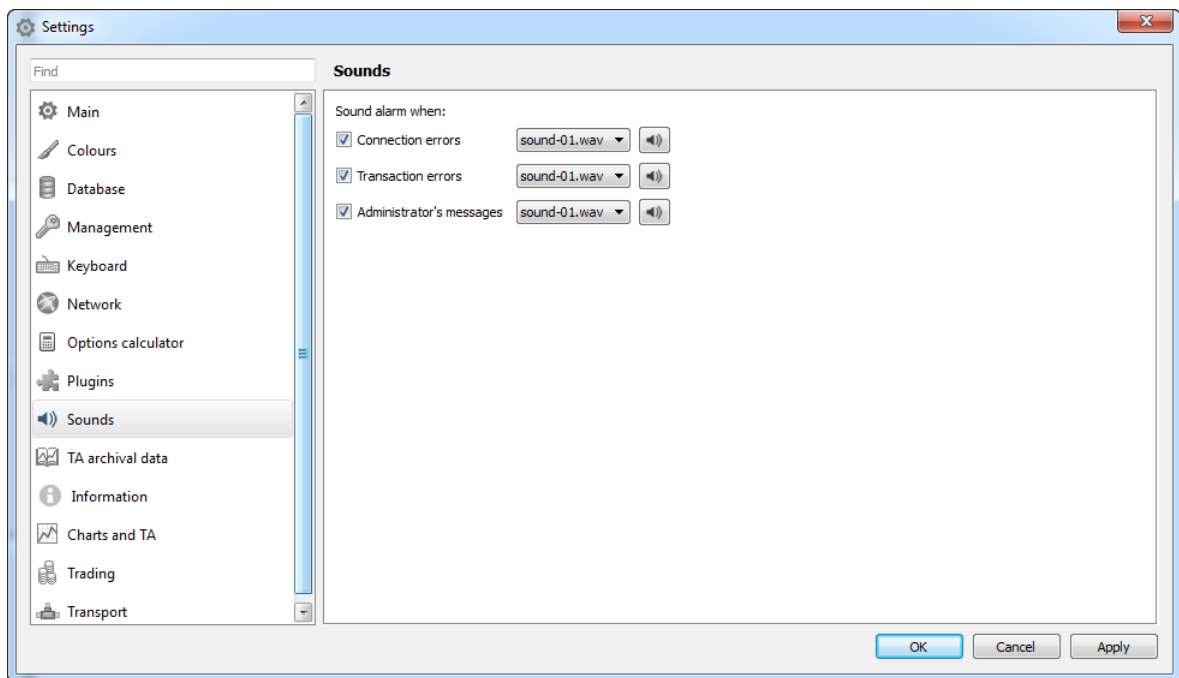 Settings
Find
Main
Colours
Database
Management
Keyboard
Network
Options calculator
Plugins
Sounds
TA archival data
Information
Charts and TA
Trading
Transport
Sounds
Sound alarm when:
Connection errors sound-01.wav
Transaction errors sound-01.wav
Administrator's messages sound-01.wav
OK Cancel Apply